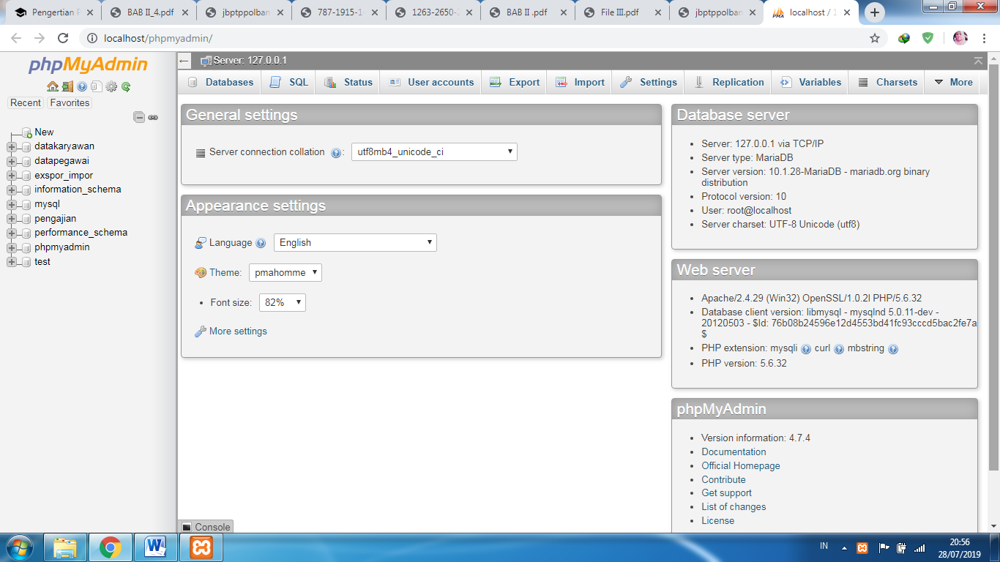 Pengertian P
BAB II_4.pdf
jbptppolban
787-1915-1-
1263-2650-
BAB II .pdf
File III.pdf
jbptppolban
localhost / 1
localhost/phpmyadmin/
phpMyAdmin
Recent Favorites
New
datakaryawan
datapegawai
exspor_impor
information_schema
mysql
pengajian
performance_schema
phpmyadmin
test
Server: 127.0.0.1
Databases SQL Status User accounts Export Import Settings Replication Variables Charsets More
General settings
Server connection collation : utf8mb4_unicode_ci
Appearance settings
Language English
Theme: pmahomme
Font size: 82%
More settings
Database server
Server: 127.0.0.1 via TCP/IP
Server type: MariaDB
Server version: 10.1.28-MariaDB - mariadb.org binary
distribution
Protocol version: 10
User: root@localhost
Server charset: UTF-8 Unicode (utf8)
Web server
Apache/2.4.29 (Win32) OpenSSL/1.0.2l PHP/5.6.32
Database client version: libmysql - mysqlnd 5.0.11-dev -
20120503 - $Id: 76b08b24596e12d4553bd41fc93cccd5bac2fe7a
$
PHP extension: mysqli curl mbstring
PHP version: 5.6.32
phpMyAdmin
Version information: 4.7.4
Documentation
Official Homepage
Contribute
Get support
List of changes
License
Console
IN
20:56
28/07/2019